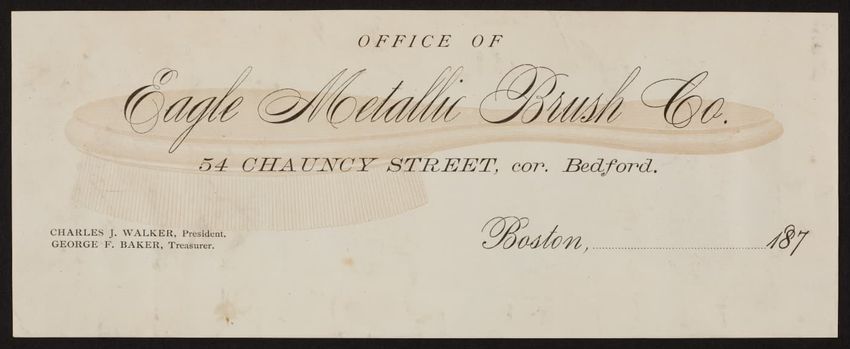 OFFICE OF
Eagle Metallic Brush Co.
54 CHAUNCY STREET, cor. Bedford.
CHARLES J. WALKER, President.
GEORGE F. BAKER, Treasurer.
Boston, 187